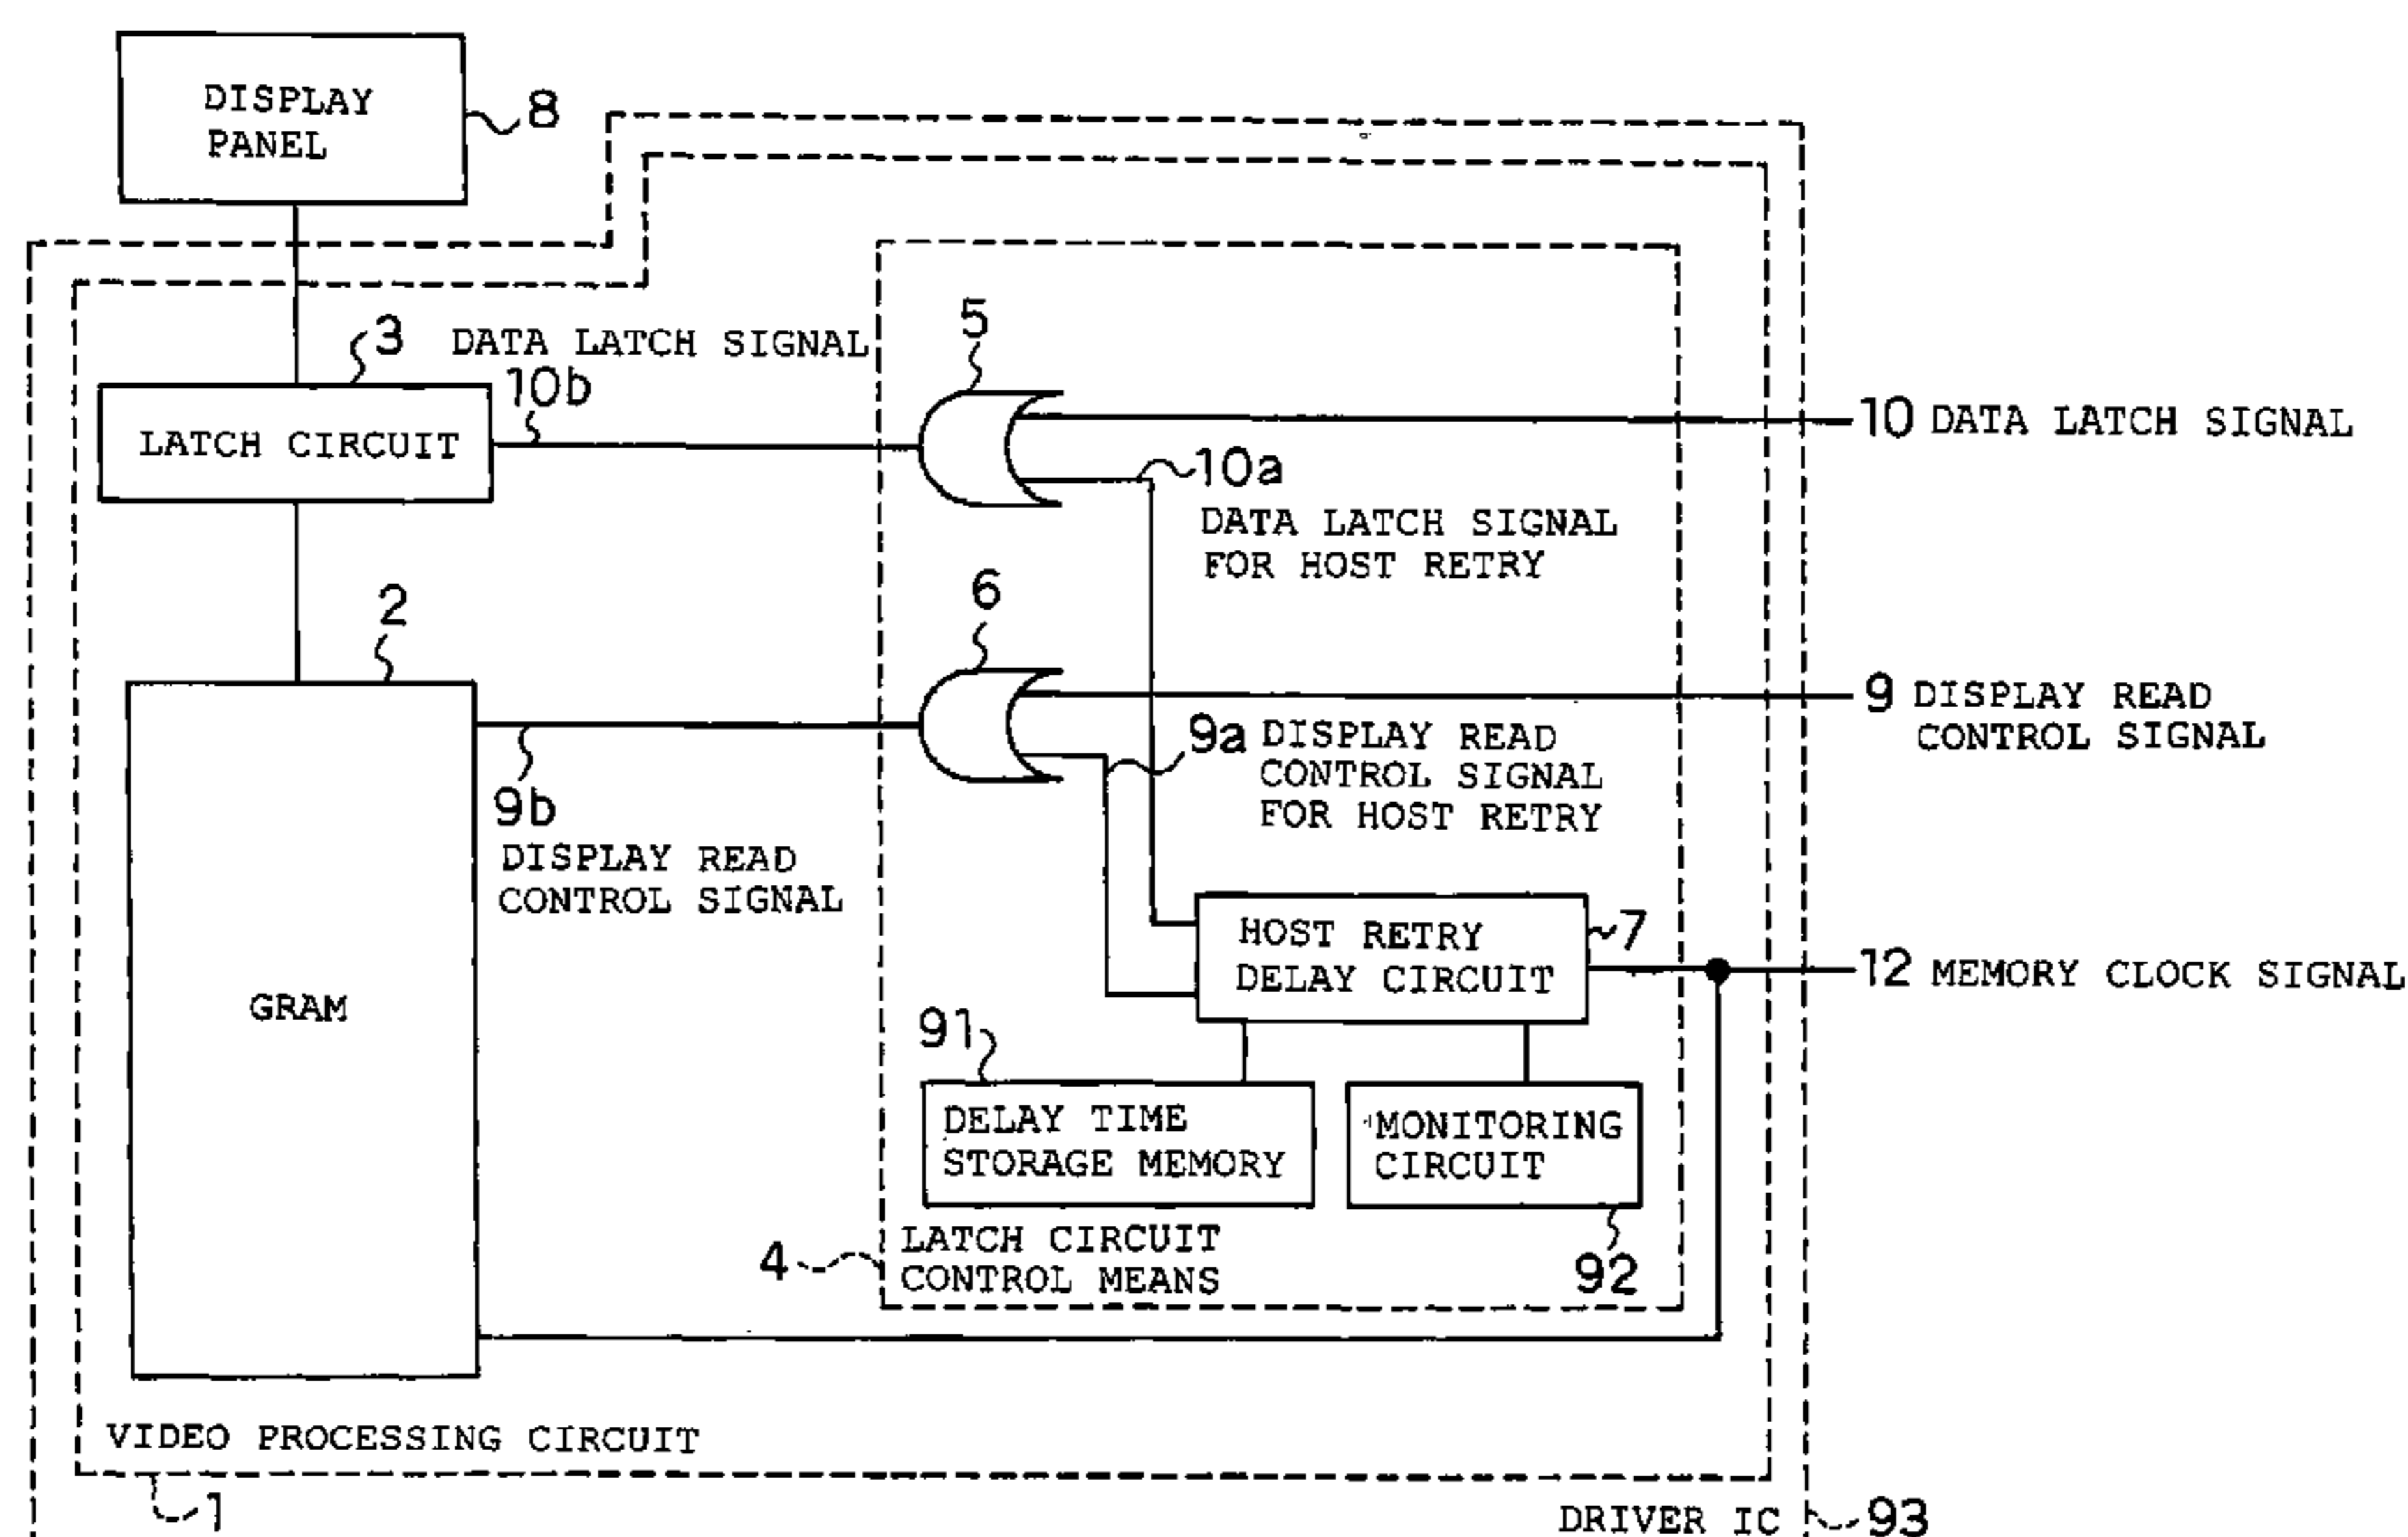 DISPLAY
PANEL
8
3
DATA LATCH SIGNAL
10b
LATCH CIRCUIT
5
10 DATA LATCH SIGNAL
10a
DATA LATCH SIGNAL
FOR HOST RETRY
2
6
9 DISPLAY READ
CONTROL SIGNAL
9a DISPLAY READ
CONTROL SIGNAL
FOR HOST RETRY
9b
DISPLAY READ
CONTROL SIGNAL
GRAM
HOST RETRY
DELAY CIRCUIT
7
12 MEMORY CLOCK SIGNAL
91
DELAY TIME
STORAGE MEMORY
MONITORING
CIRCUIT
92
4
LATCH CIRCUIT
CONTROL MEANS
VIDEO PROCESSING CIRCUIT
1
DRIVER IC
93